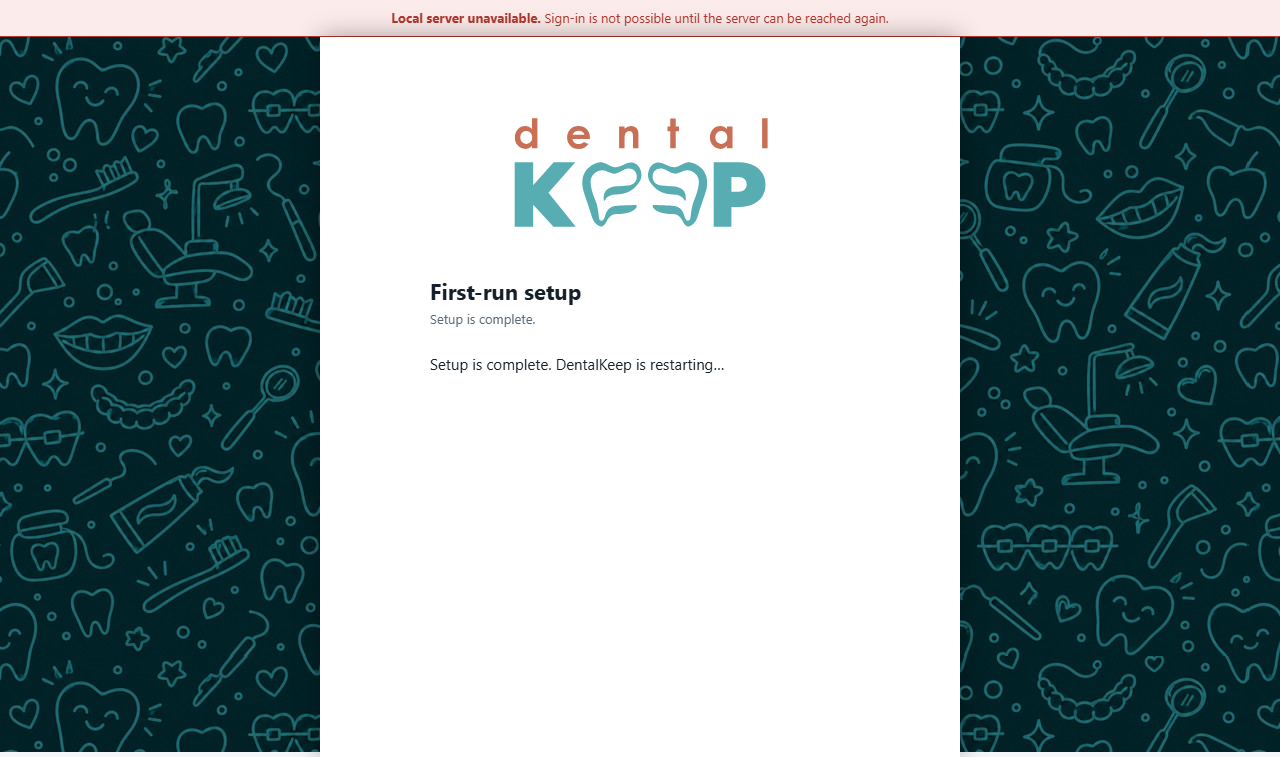 Local server unavailable. Sign-in is not possible until the server can be reached again.
dental
KEEP
First-run setup
Setup is complete.
Setup is complete. DentalKeep is restarting...